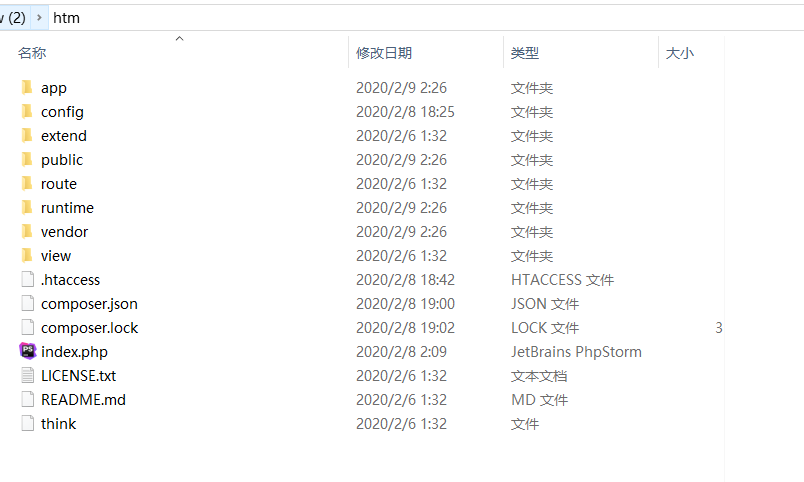 v (2) › htm
名称 修改日期 类型 大小
app 2020/2/9 2:26 文件夹
config 2020/2/8 18:25 文件夹
extend 2020/2/6 1:32 文件夹
public 2020/2/9 2:26 文件夹
route 2020/2/6 1:32 文件夹
runtime 2020/2/9 2:26 文件夹
vendor 2020/2/9 2:26 文件夹
view 2020/2/6 1:32 文件夹
.htaccess 2020/2/8 18:42 HTACCESS 文件
composer.json 2020/2/8 19:00 JSON 文件
composer.lock 2020/2/8 19:02 LOCK 文件 3
PS index.php 2020/2/8 2:09 JetBrains PhpStorm
LICENSE.txt 2020/2/6 1:32 文本文档
README.md 2020/2/6 1:32 MD 文件
think 2020/2/6 1:32 文件